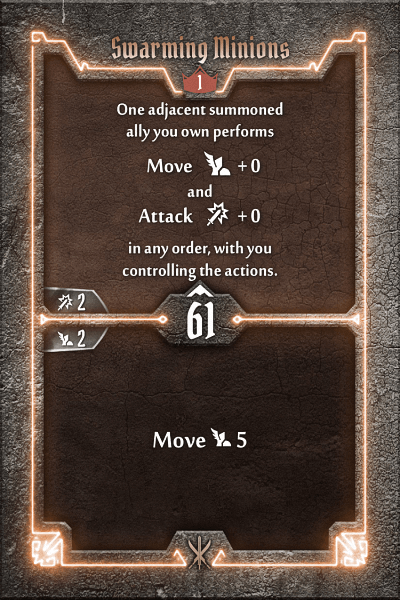 Swarming Minions
1
One adjacent summoned
ally you own performs
Move +0
and
Attack +0
in any order, with you
controlling the actions.
2
61
2
Move 5